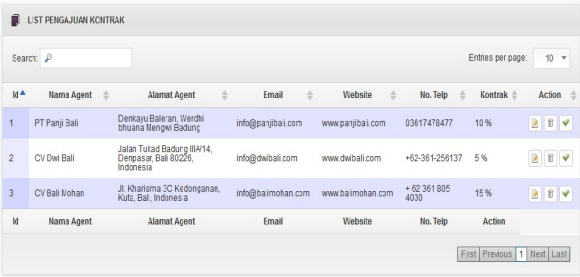 LIST PENGAJUAN KONTRAK
Search:
Entries per page: 10
Id Nama Agent Alamat Agent Email Website No. Telp Kontrak Action
1 PT Panji Bali Denkayu Baleran, Werdhi bhuana Mengwi Badung info@panjibali.com www.panjibali.com 03617478477 10 %
2 CV Dwi Bali Jalan Tukad Badung IIIA/14, Denpasar, Bali 80226, Indonesia info@dwibali.com www.dwibali.com +62-361-256137 5 %
3 CV Bali Mohan Jl. Kharisma 3C Kedonganan, Kuta, Bali, Indonesia info@balimohan.com www.balimohan.com + 62 361 805 4030 15 %
Id Nama Agent Alamat Agent Email Website No. Telp Action
First Previous 1 Next Last